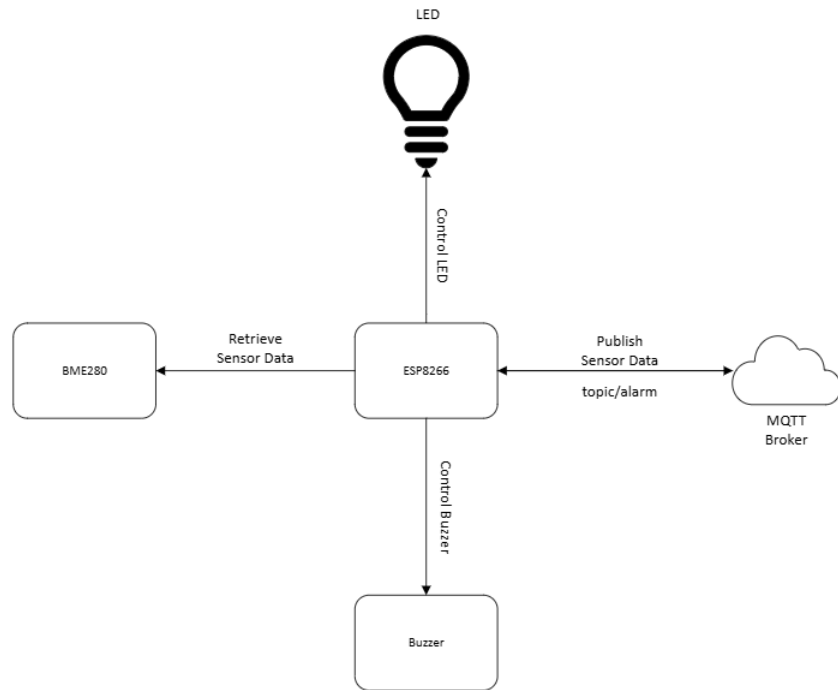 LED
Control LED
Retrieve
Sensor Data
Publish
Sensor Data
BME280
ESP8266
topic/alarm
MQTT
Broker
Control Buzzer
Buzzer